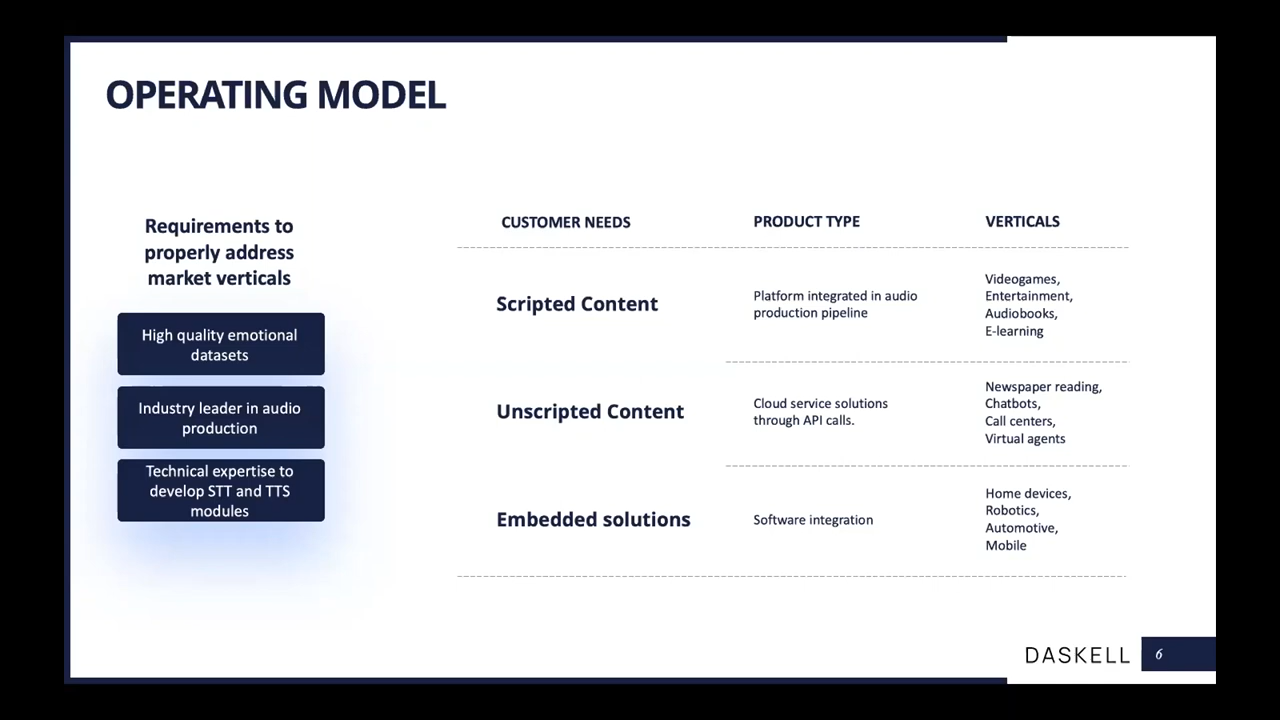 OPERATING MODEL
Requirements to
properly address
market verticals
High quality emotional
datasets
Industry leader in audio
production
Technical expertise to
develop STT and TTS
modules
CUSTOMER NEEDS
PRODUCT TYPE
VERTICALS
Scripted Content
Platform integrated in audio
production pipeline
Videogames,
Entertainment,
Audiobooks,
E-learning
Unscripted Content
Cloud service solutions
through API calls.
Newspaper reading,
Chatbots,
Call centers,
Virtual agents
Embedded solutions
Software integration
Home devices,
Robotics,
Automotive,
Mobile
DASKELL
6